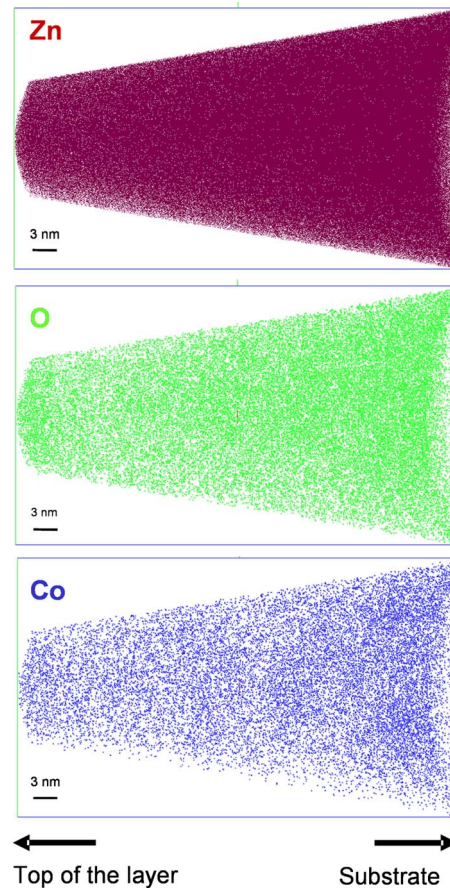 Zn
3 nm
O
3 nm
Co
3 nm
Top of the layer Substrate